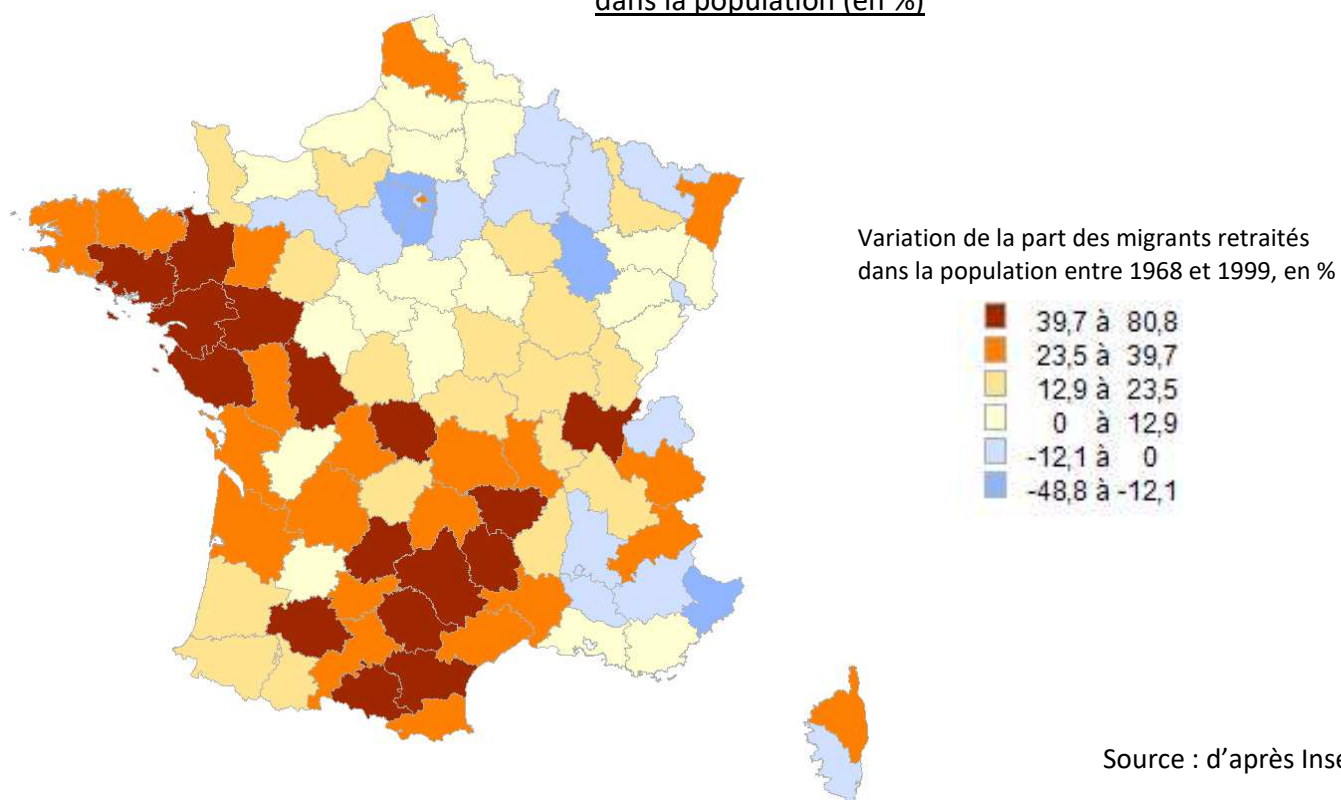 dans la population (en %)
Variation de la part des migrants retraités
dans la population entre 1968 et 1999, en %
39,7 à 80,8
23,5 à 39,7
12,9 à 23,5
0 à 12,9
-12,1 à 0
-48,8 à -12,1
Source : d'après Inse